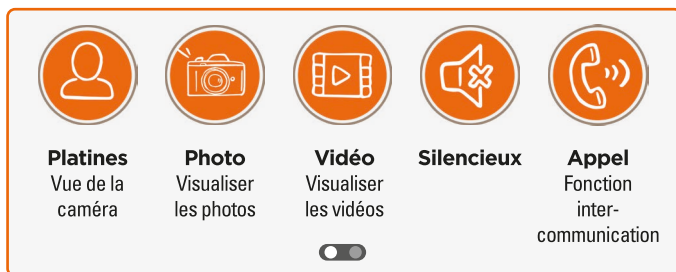 Platines
Vue de la
caméra
Photo
Visualiser
les photos
Vidéo
Visualiser
les vidéos
Silencieux
Appel
Fonction
inter-
communication